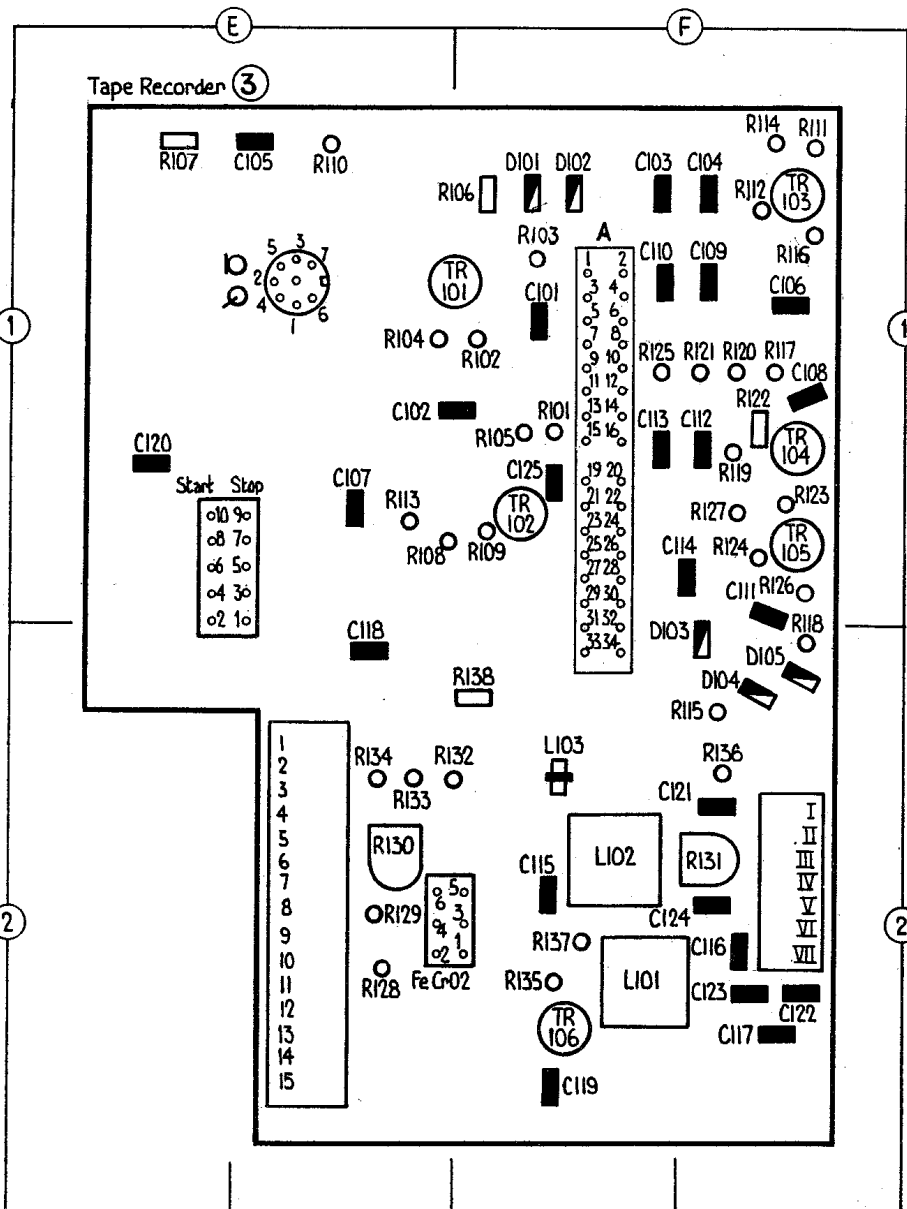 E
F
Tape Recorder 3
R107
C105
R110
R106
D101
D102
C103
C104
R114
R111
R112
TR
103
R116
R103
A
C110
C109
C106
5
3
7
2
4
1
6
TR
101
C101
1 2
3 4
5 6
7 8
9 10
11 12
13 14
15 16
19 20
21 22
23 24
25 26
27 28
29 30
31 32
33 34
1
1
R104
R102
R125
R121
R120
R117
C108
C102
R105
R101
C113
C112
R122
TR
104
R119
C120
C107
R113
C125
TR
102
R108
R109
R127
R123
R124
TR
105
Start Stop
10 9
8 7
6 5
4 3
2 1
C114
C111
R126
R118
C118
D103
D105
D104
R138
R115
1
2
3
4
5
6
7
8
9
10
11
12
13
14
15
R134
R133
R132
L103
R136
C121
R130
L102
R131
I
II
III
IV
V
VI
VII
C115
C124
5
6
3
4
1
2
Fe CrO2
R129
R128
2
2
R137
R135
L101
C116
C123
C122
C117
TR
106
C119